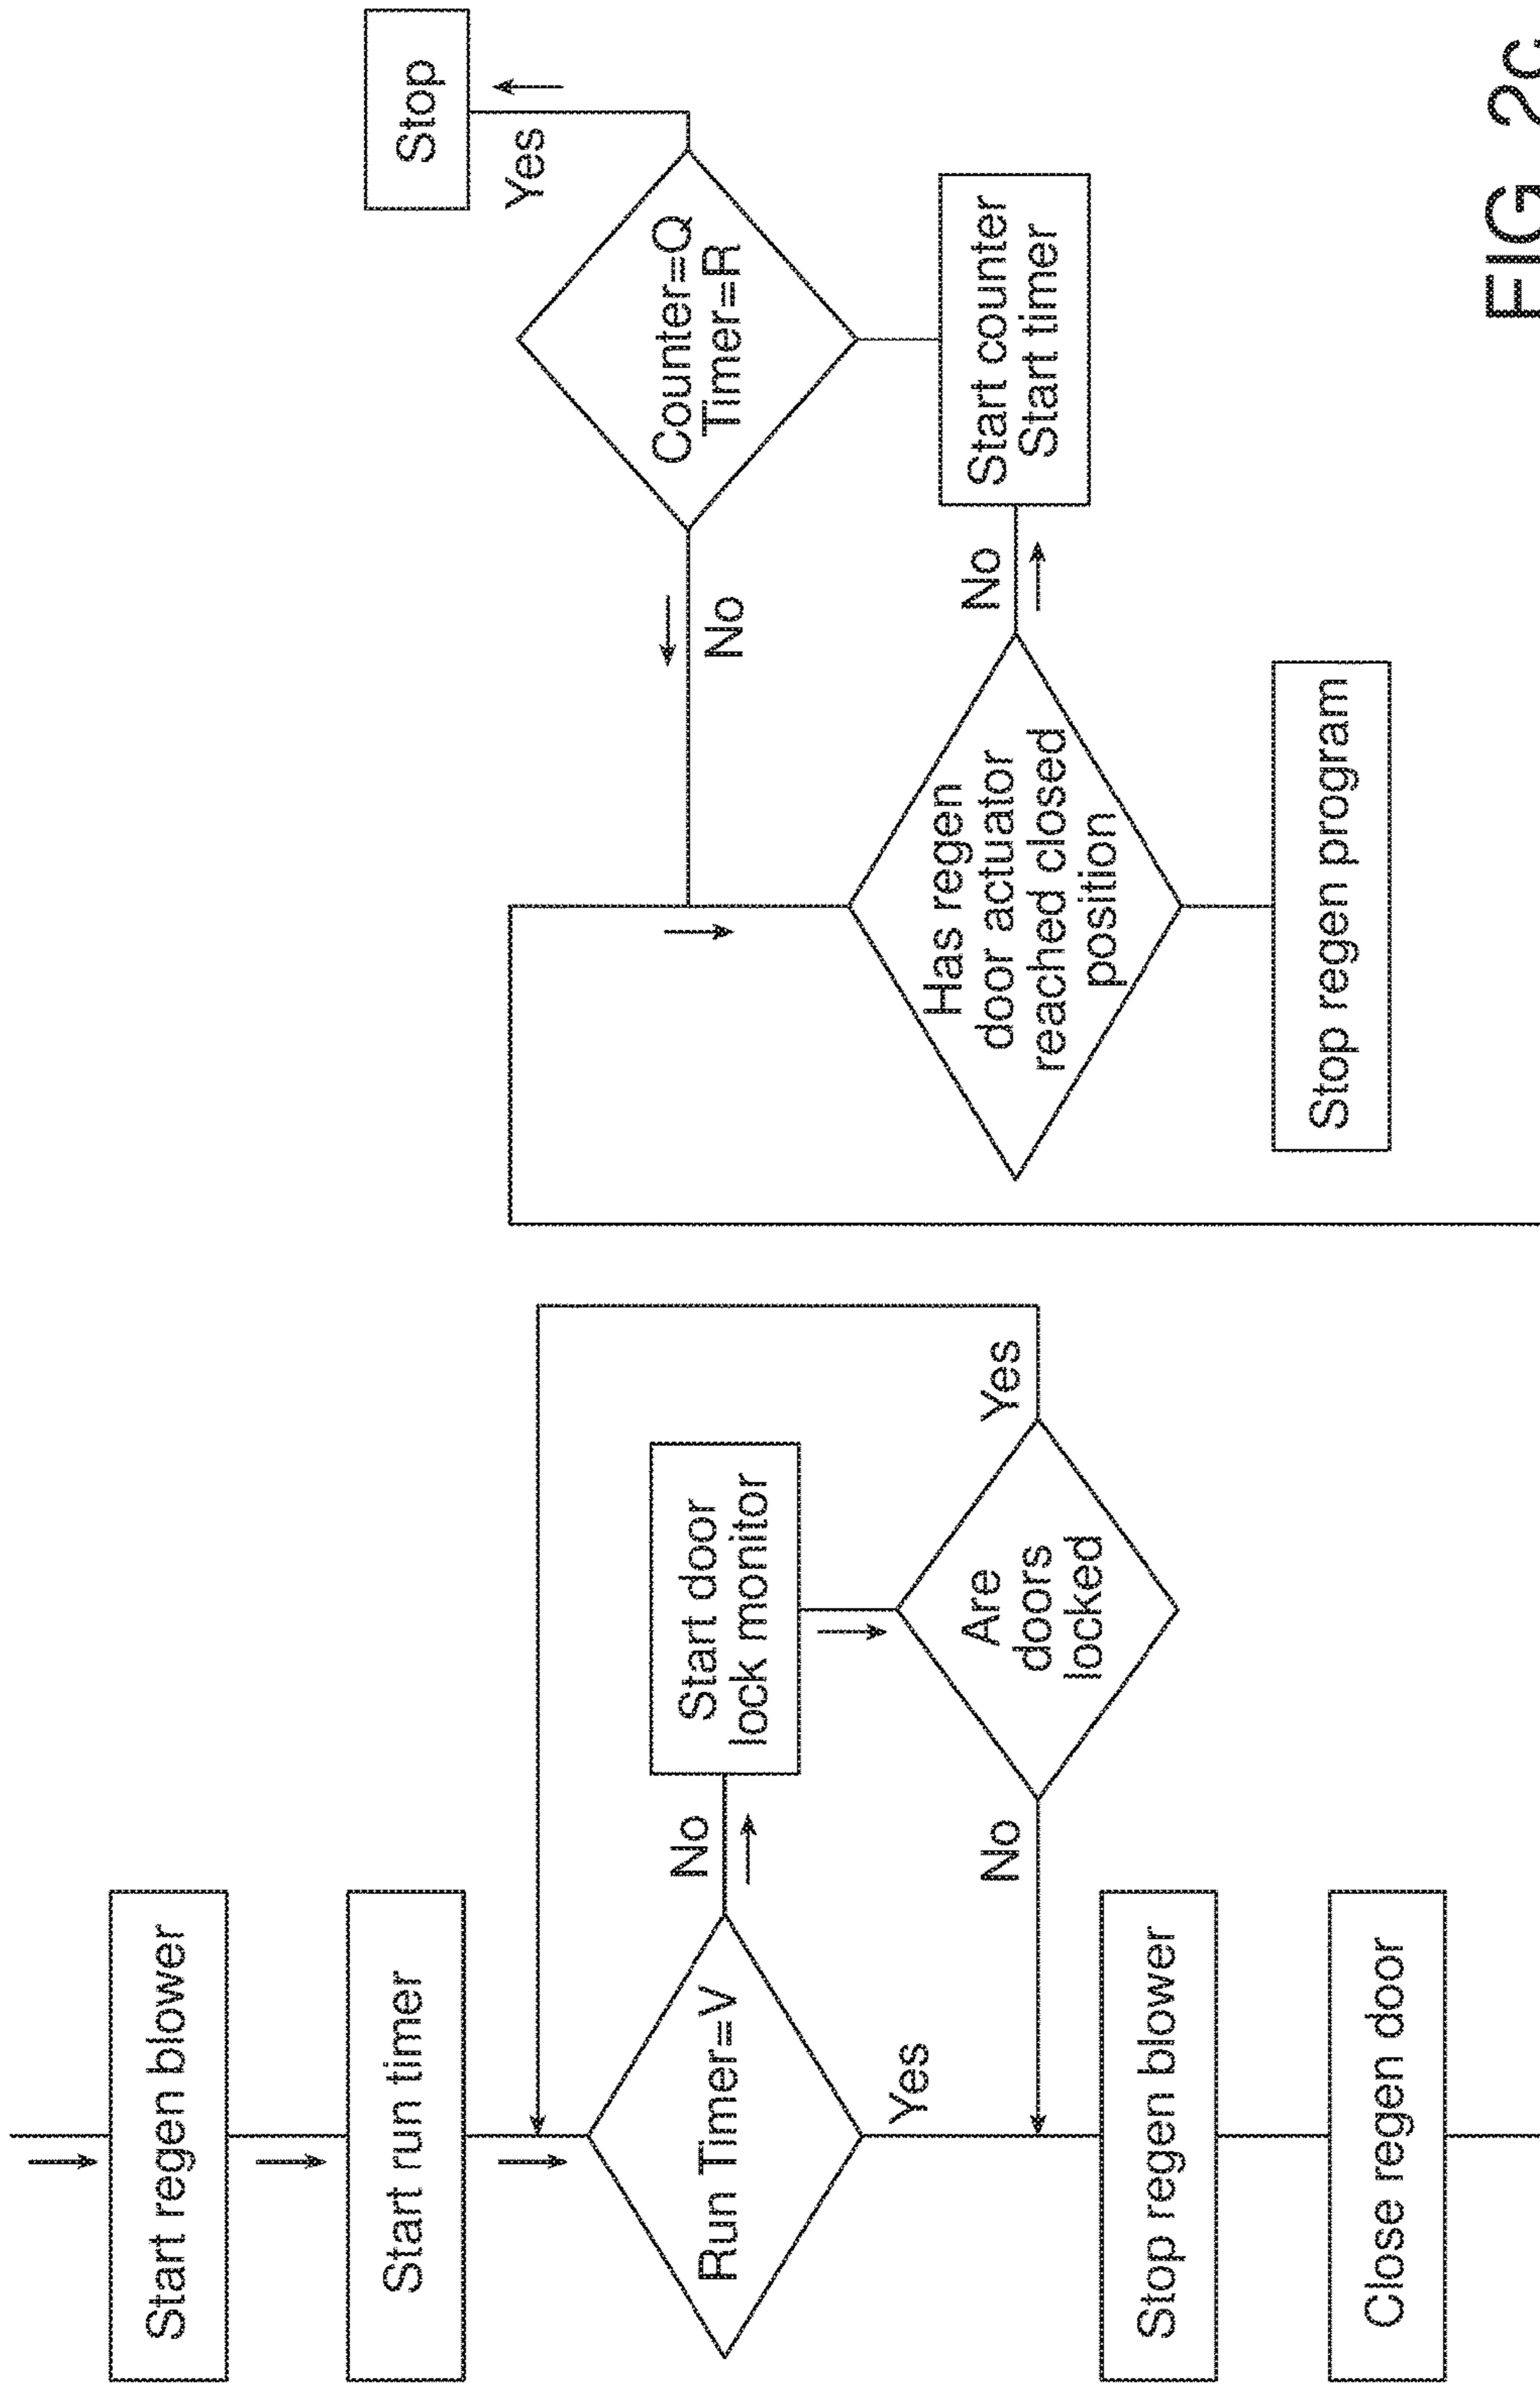 Start regen blower
Start run timer
Run Timer=V
No
Start door
lock monitor
Are
doors
locked
Yes
No
Yes
Stop regen blower
Close regen door
Has regen
door actuator
reached closed
position
No
Start counter
Start timer
Counter=Q
Timer=R
No
Yes
Stop
Stop regen program
FIG 2c